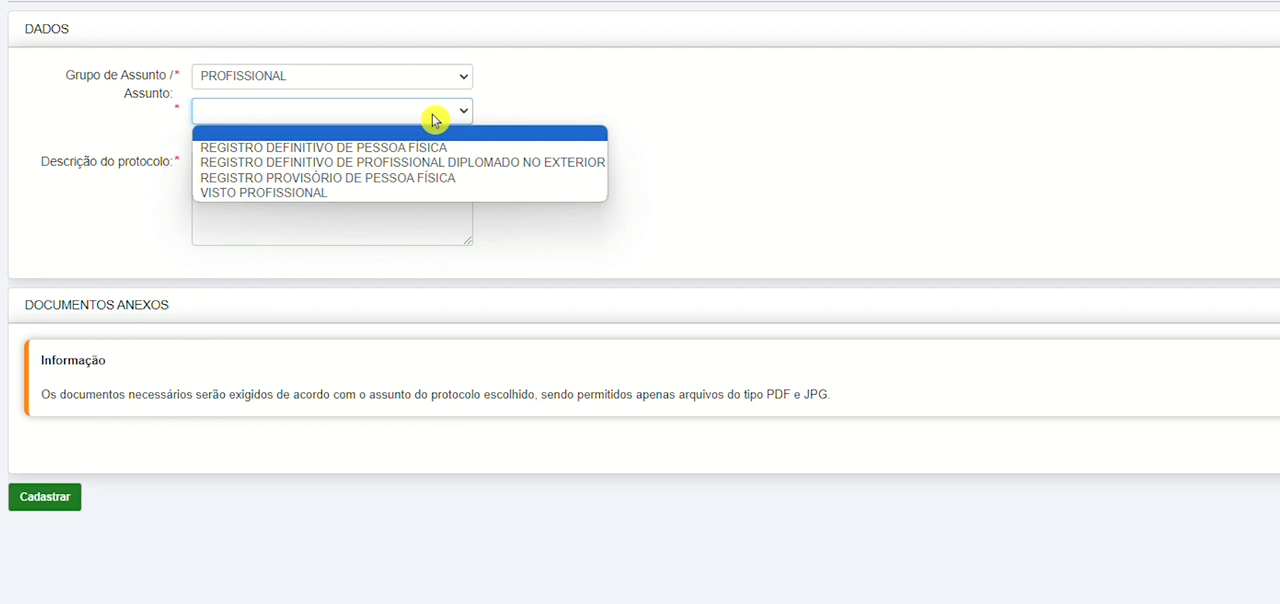 DADOS
Grupo de Assunto /*
PROFISSIONAL
Assunto:
*
REGISTRO DEFINITIVO DE PESSOA FÍSICA
Descrição do protocolo:*
REGISTRO DEFINITIVO DE PROFISSIONAL DIPLOMADO NO EXTERIOR
REGISTRO PROVISÓRIO DE PESSOA FÍSICA
VISTO PROFISSIONAL
DOCUMENTOS ANEXOS
Informação
Os documentos necessários serão exigidos de acordo com o assunto do protocolo escolhido, sendo permitidos apenas arquivos do tipo PDF e JPG.
Cadastrar